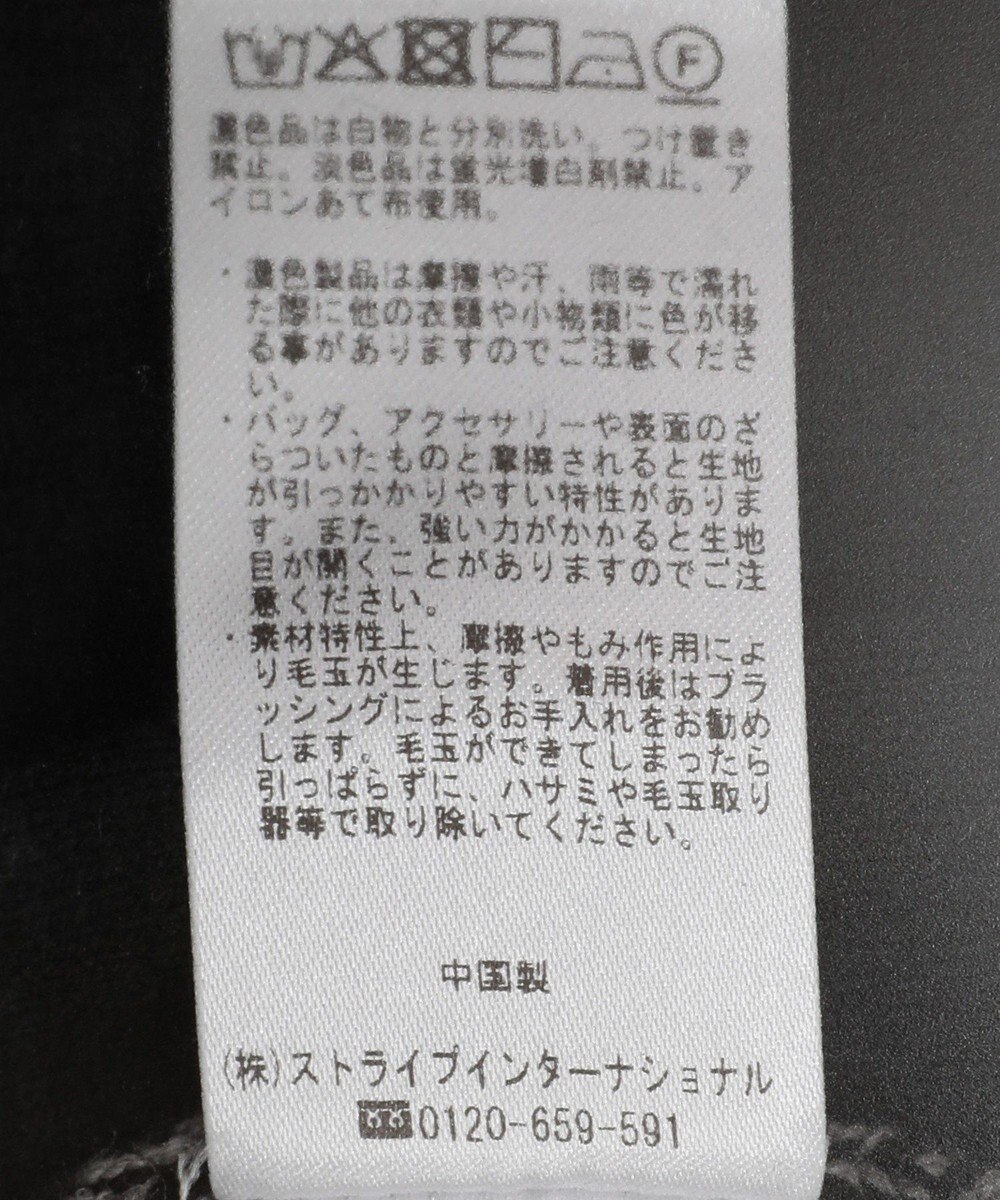 F
濃色品は白物と分別洗い。つけ置き
禁止。淡色品は蛍光増白剤禁止。ア
イロンあて布使用。
・濃色製品は摩擦や汗、雨等で濡れ
た際に他の衣類や小物類に色が移
る事がありますのでご注意くださ
い。
・バッグ、アクセサリーや表面のざ
らついたものと摩擦されると生地
が引っかかりやすい特性がありま
す。また、強い力がかかると生地
目が開くことがありますのでご注
意ください。
・素材特性上、摩擦やもみ作用によ
り毛玉が生じます。着用後はブラ
ッシングによるお手入れをお勧め
します。毛玉ができてしまったら
引っぱらずに、ハサミや毛玉取り
器等で取り除いてください。
中国製
(株)ストライプインターナショナル
0120-659-591